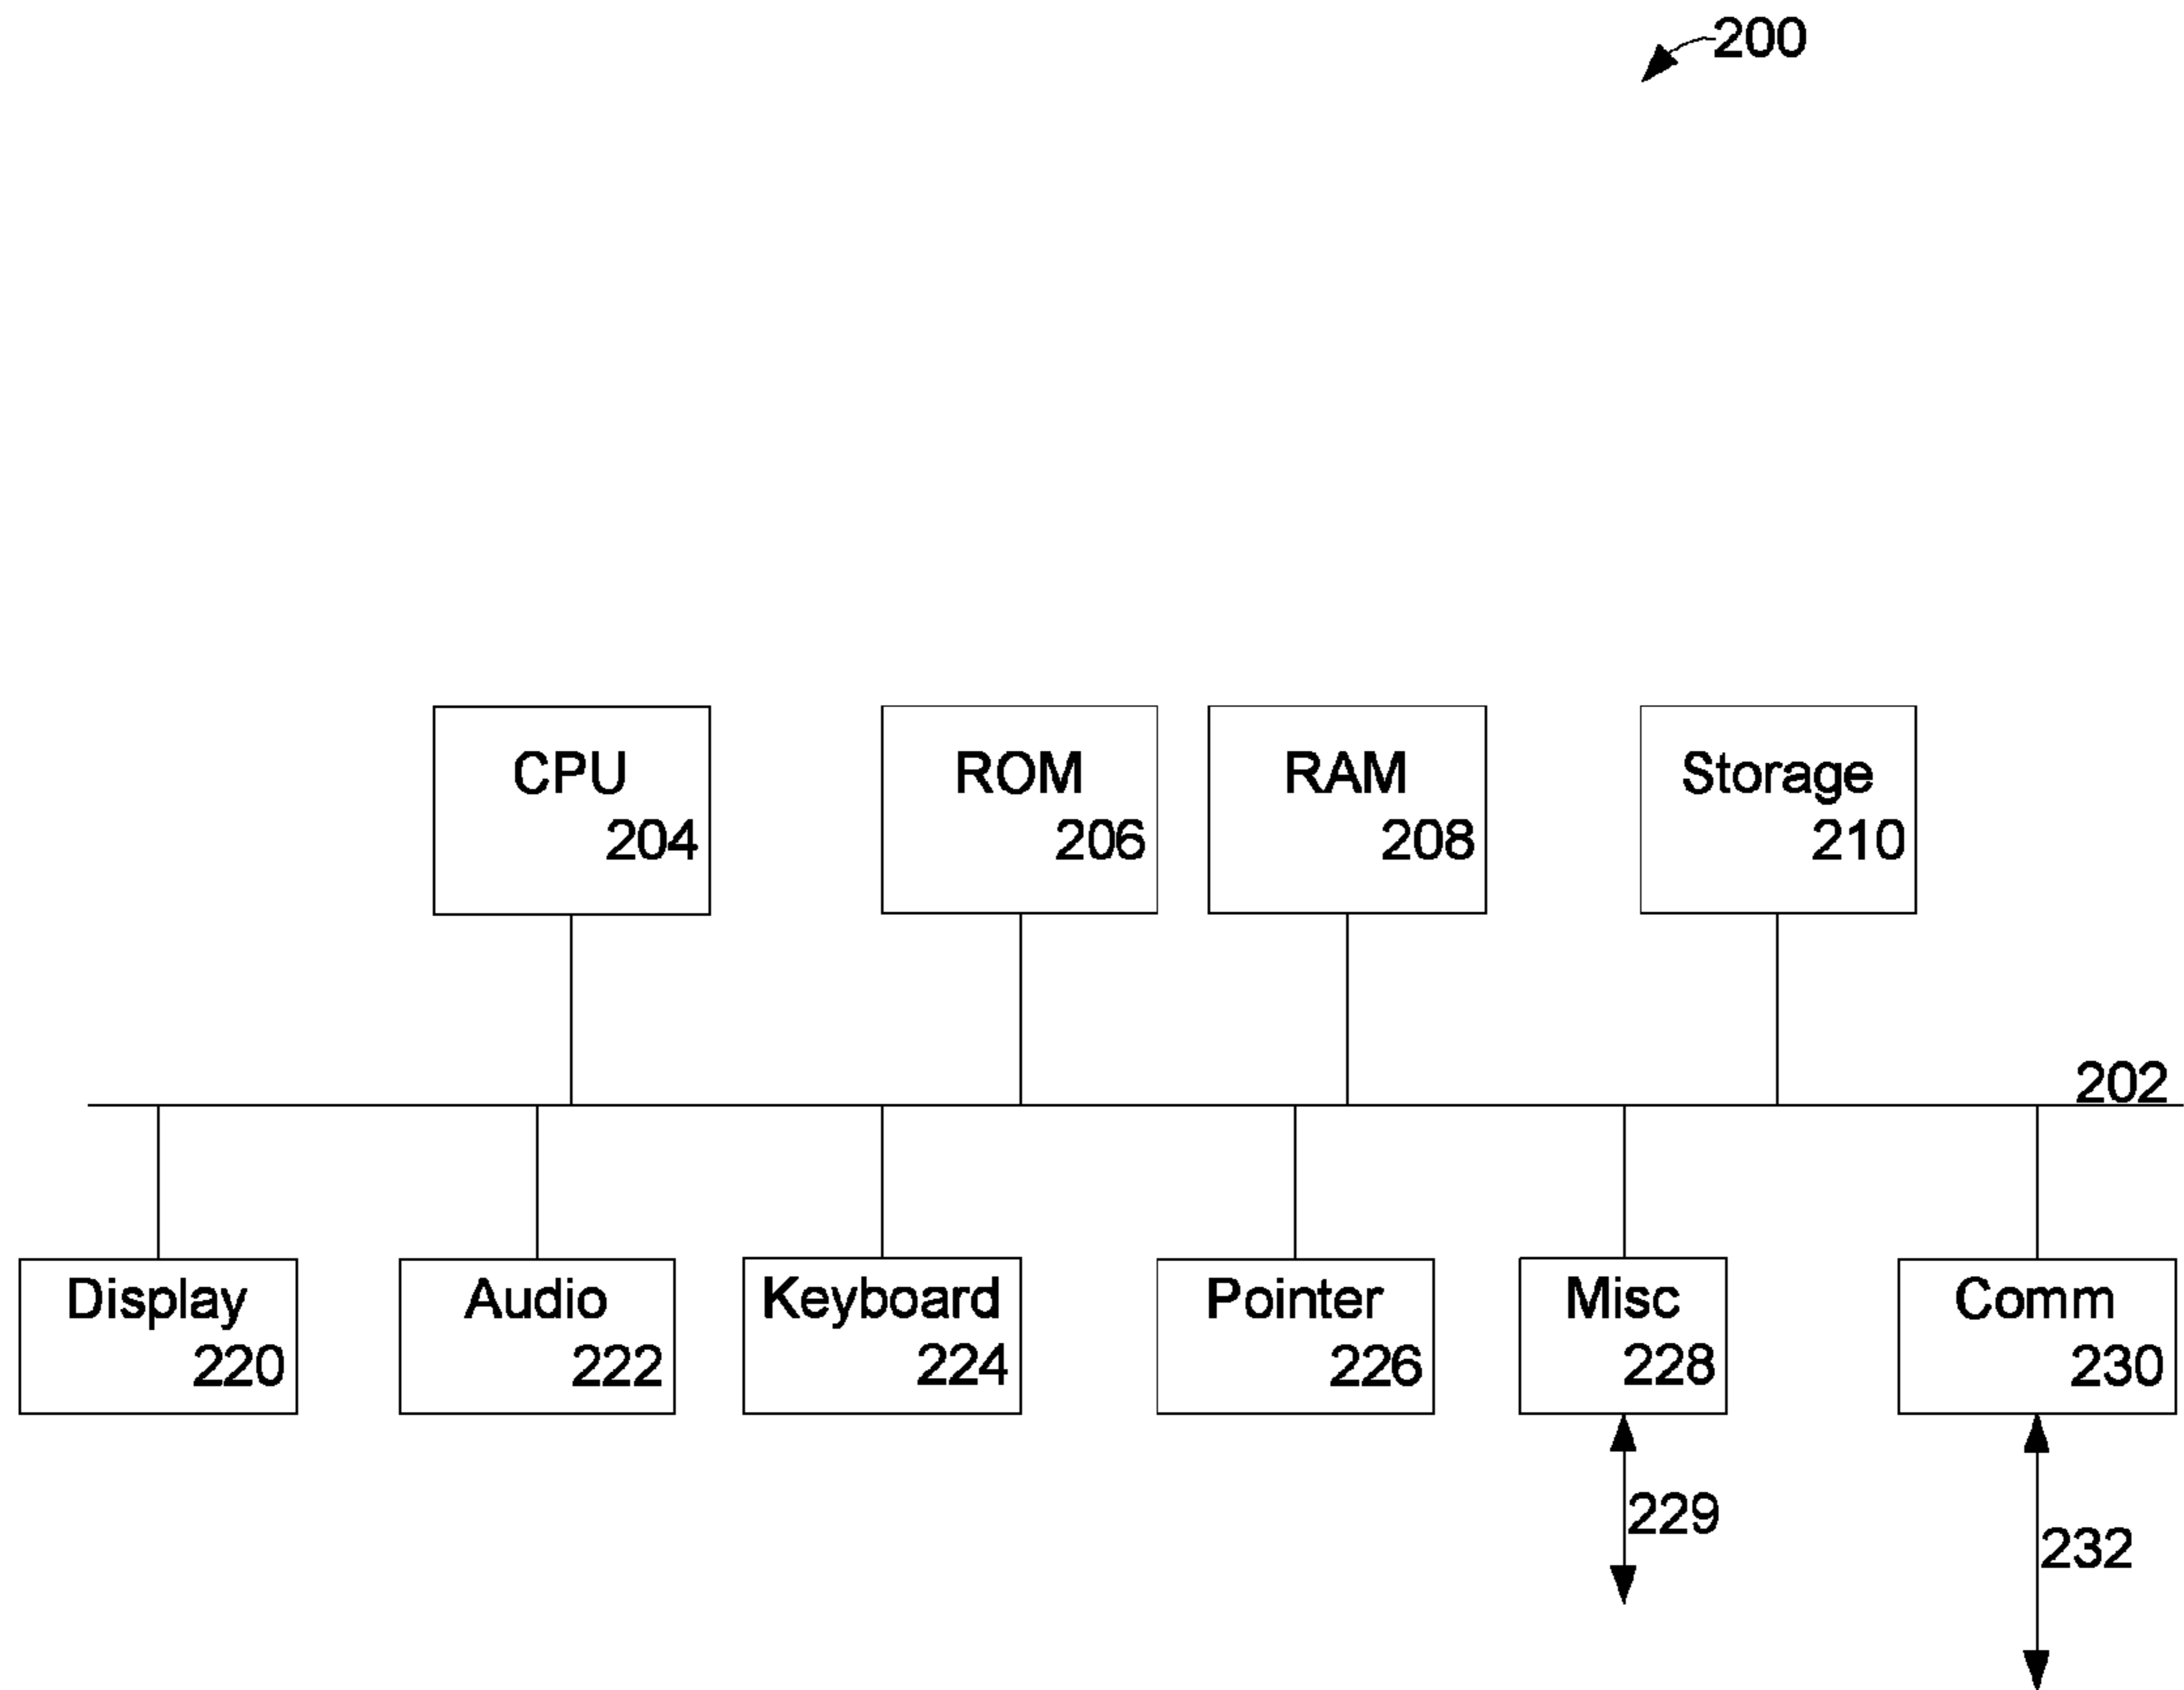 200
CPU
204
ROM
206
RAM
208
Storage
210
202
Display
220
Audio
222
Keyboard
224
Pointer
226
Misc
228
Comm
230
229
232